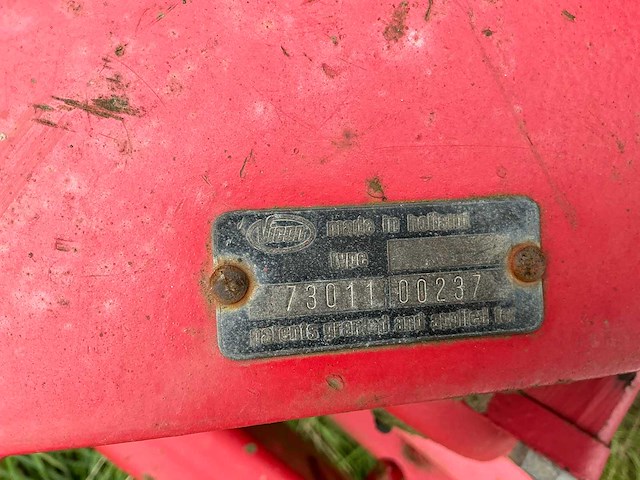 Vicon made in holland
type
73011 00237
patents granted and applied for